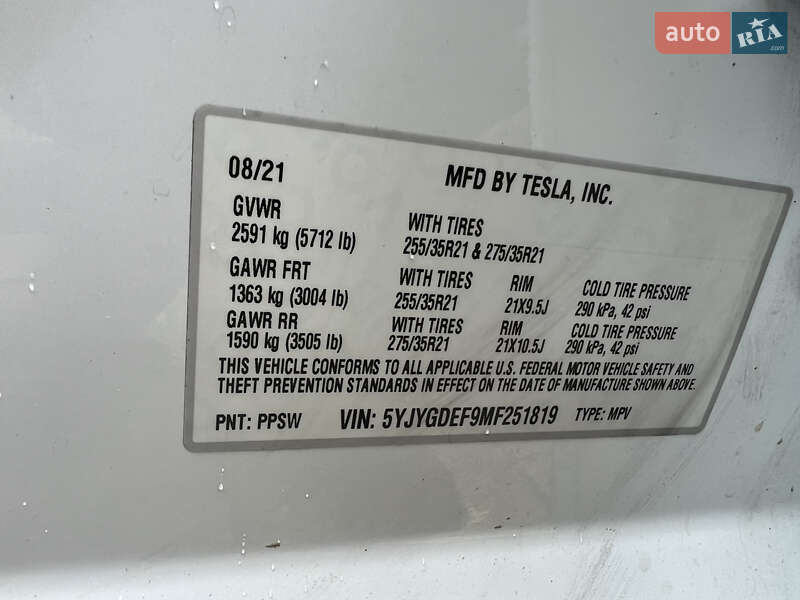 auto RIA .com
08/21 MFD BY TESLA, INC.
GVWR WITH TIRES
2591 kg (5712 lb) 255/35R21 & 275/35R21
GAWR FRT WITH TIRES RIM COLD TIRE PRESSURE
1363 kg (3004 lb) 255/35R21 21X9.5J 290 kPa, 42 psi
GAWR RR WITH TIRES RIM COLD TIRE PRESSURE
1590 kg (3505 lb) 275/35R21 21X10.5J 290 kPa, 42 psi
THIS VEHICLE CONFORMS TO ALL APPLICABLE U.S. FEDERAL MOTOR VEHICLE SAFETY AND
THEFT PREVENTION STANDARDS IN EFFECT ON THE DATE OF MANUFACTURE SHOWN ABOVE.
PNT: PPSW VIN: 5YJYGDEF9MF251819 TYPE: MPV